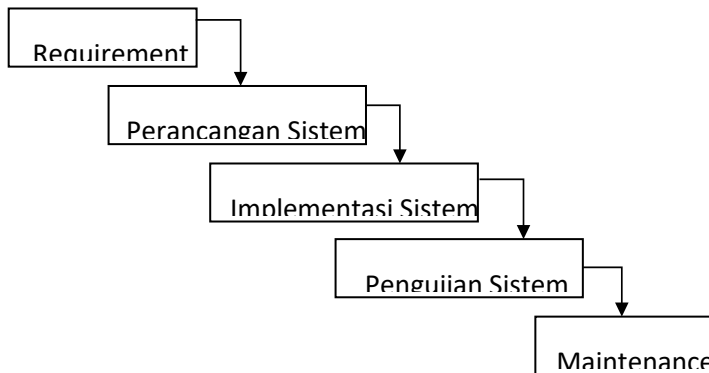 Requirement
Perancangan Sistem
Implementasi Sistem
Pengujian Sistem
Maintenance